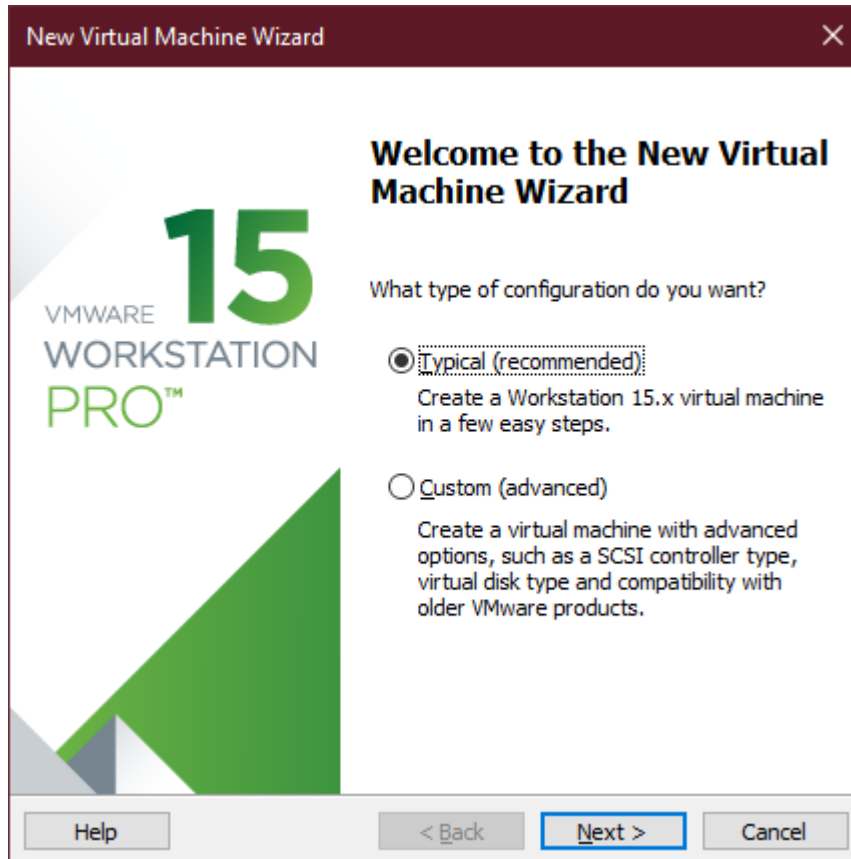 New Virtual Machine Wizard
Welcome to the New Virtual
Machine Wizard
15
VMWARE
WORKSTATION
PRO™
What type of configuration do you want?
Typical (recommended)
Create a Workstation 15.x virtual machine
in a few easy steps.
Custom (advanced)
Create a virtual machine with advanced
options, such as a SCSI controller type,
virtual disk type and compatibility with
older VMware products.
Help
< Back
Next >
Cancel